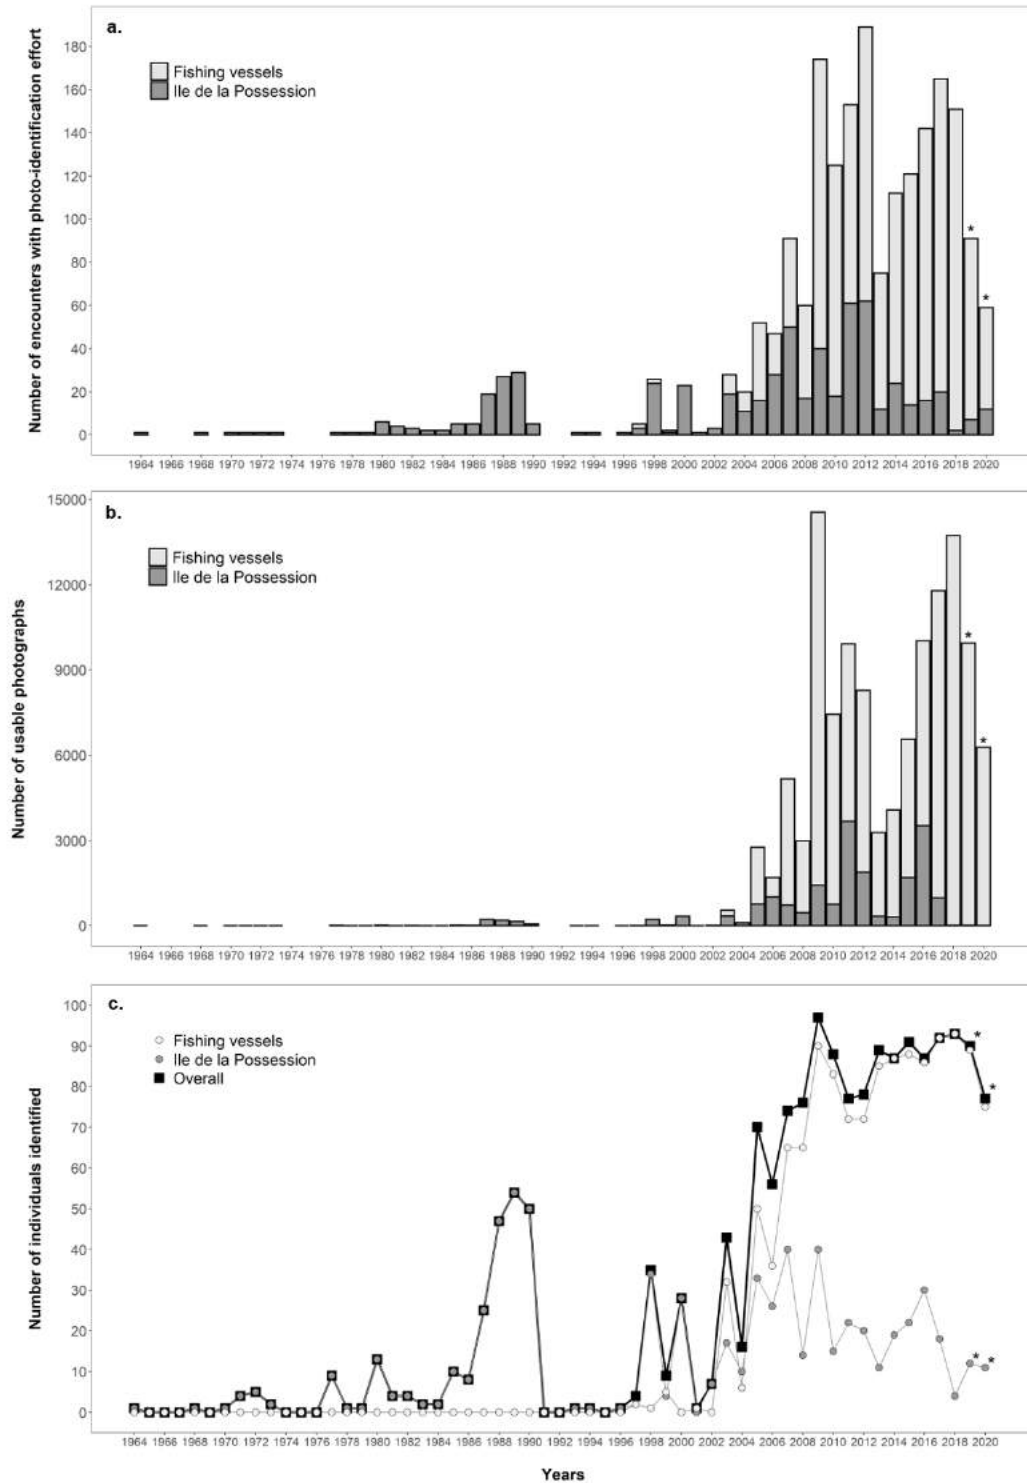 a.
Number of encounters with photo-identification effort
180
160
140
120
100
80
60
40
20
0
Fishing vessels
Ile de la Possession
*
*
1964 1966 1968 1970 1972 1974 1976 1978 1980 1982 1984 1986 1988 1990 1992 1994 1996 1998 2000 2002 2004 2006 2008 2010 2012 2014 2016 2018 2020
b.
Number of usable photographs
15000
12000
9000
6000
3000
0
Fishing vessels
Ile de la Possession
*
*
1964 1966 1968 1970 1972 1974 1976 1978 1980 1982 1984 1986 1988 1990 1992 1994 1996 1998 2000 2002 2004 2006 2008 2010 2012 2014 2016 2018 2020
c.
Number of individuals identified
100
90
80
70
60
50
40
30
20
10
0
Fishing vessels
Ile de la Possession
Overall
*
*
* *
1964 1966 1968 1970 1972 1974 1976 1978 1980 1982 1984 1986 1988 1990 1992 1994 1996 1998 2000 2002 2004 2006 2008 2010 2012 2014 2016 2018 2020
Years